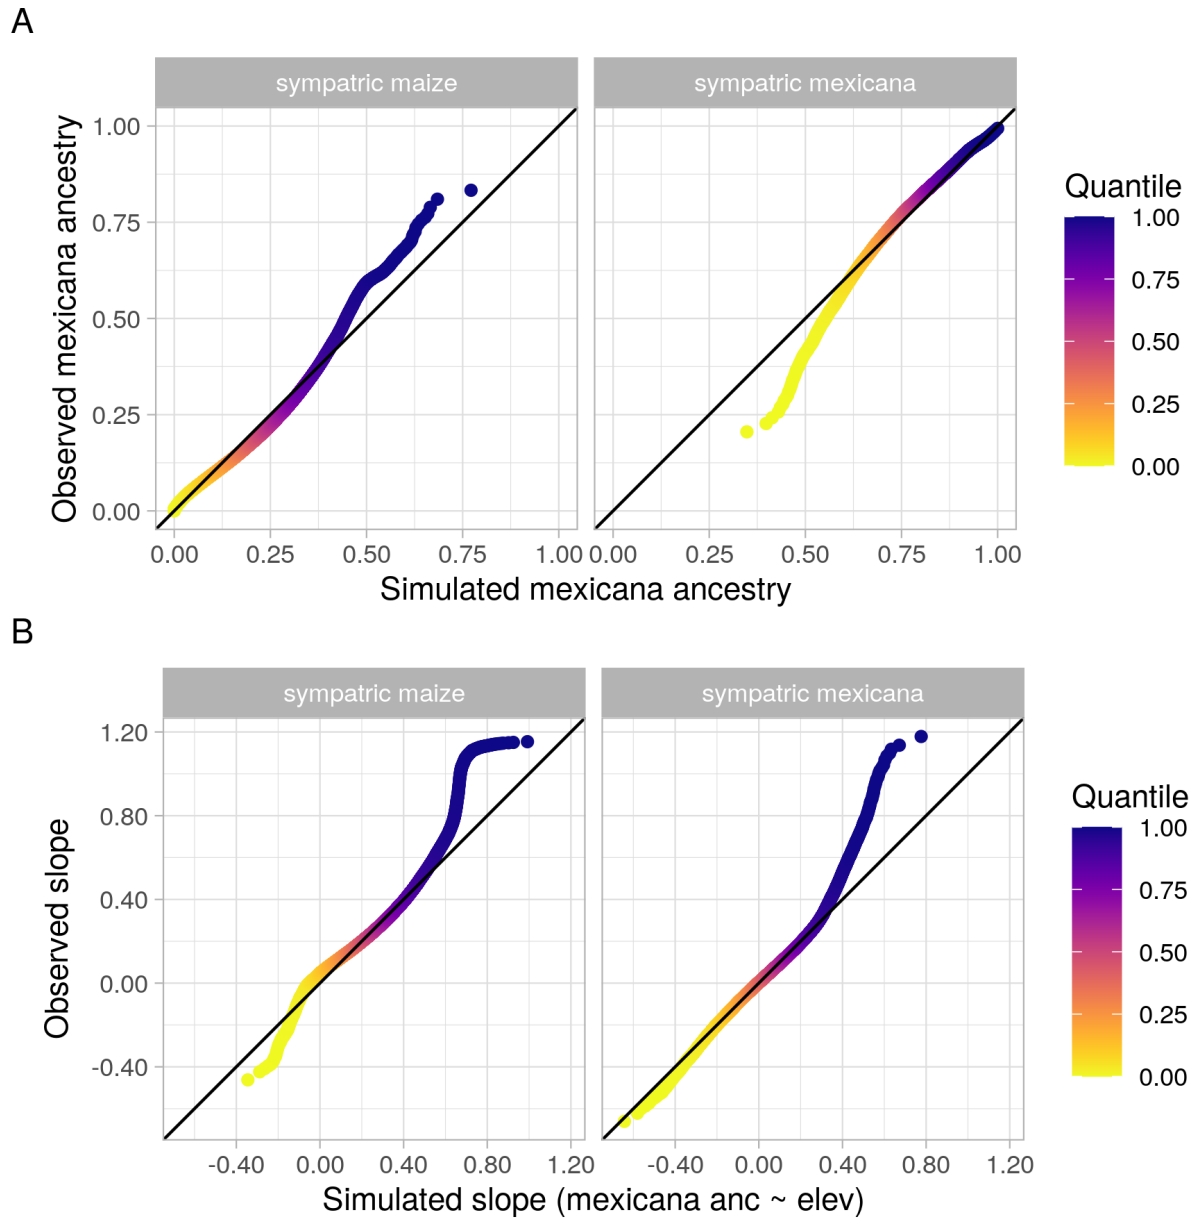 A
sympatric maize
sympatric mexicana
Observed mexicana ancestry
1.00
0.75
0.50
0.25
0.00
0.00 0.25 0.50 0.75 1.00
0.00 0.25 0.50 0.75 1.00
Simulated mexicana ancestry
Quantile
1.00
0.75
0.50
0.25
0.00
B
sympatric maize
sympatric mexicana
Observed slope
1.20
0.80
0.40
0.00
-0.40
-0.40 0.00 0.40 0.80 1.20
-0.40 0.00 0.40 0.80 1.20
Simulated slope (mexicana anc ~ elev)
Quantile
1.00
0.75
0.50
0.25
0.00